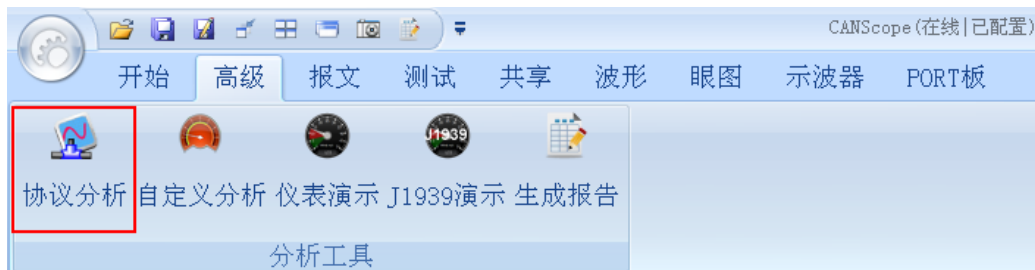 CANScope(在线|已配置)
开始 高级 报文 测试 共享 波形 眼图 示波器 PORT板
J1939
协议分析 自定义分析 仪表演示 J1939演示 生成报告
分析工具